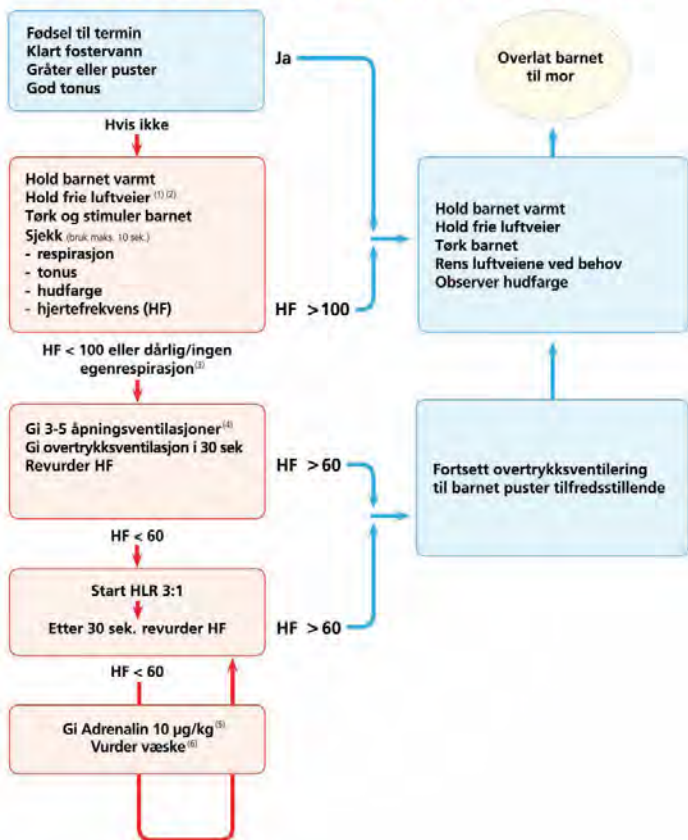 Fødsel til termin
Klart fostervann
Gråter eller puster
God tonus
Ja
Overlat barnet
til mor
Hvis ikke
Hold barnet varmt
Hold frie luftveier (1) (2)
Tørk og stimuler barnet
Sjekk (bruk maks. 10 sek.)
- respirasjon
- tonus
- hudfarge
- hjertefrekvens (HF)
HF > 100
Hold barnet varmt
Hold frie luftveier
Tørk barnet
Rens luftveiene ved behov
Observer hudfarge
HF < 100 eller dårlig/ingen
egenrespirasjon (3)
Gi 3-5 åpningsventilasjoner (4)
Gi overtrykksventilasjon i 30 sek
Revurder HF
HF > 60
Fortsett overtrykksventilering
til barnet puster tilfredsstillende
HF < 60
Start HLR 3:1
Etter 30 sek. revurder HF
HF > 60
HF < 60
Gi Adrenalin 10 µg/kg (5)
Vurder væske (6)